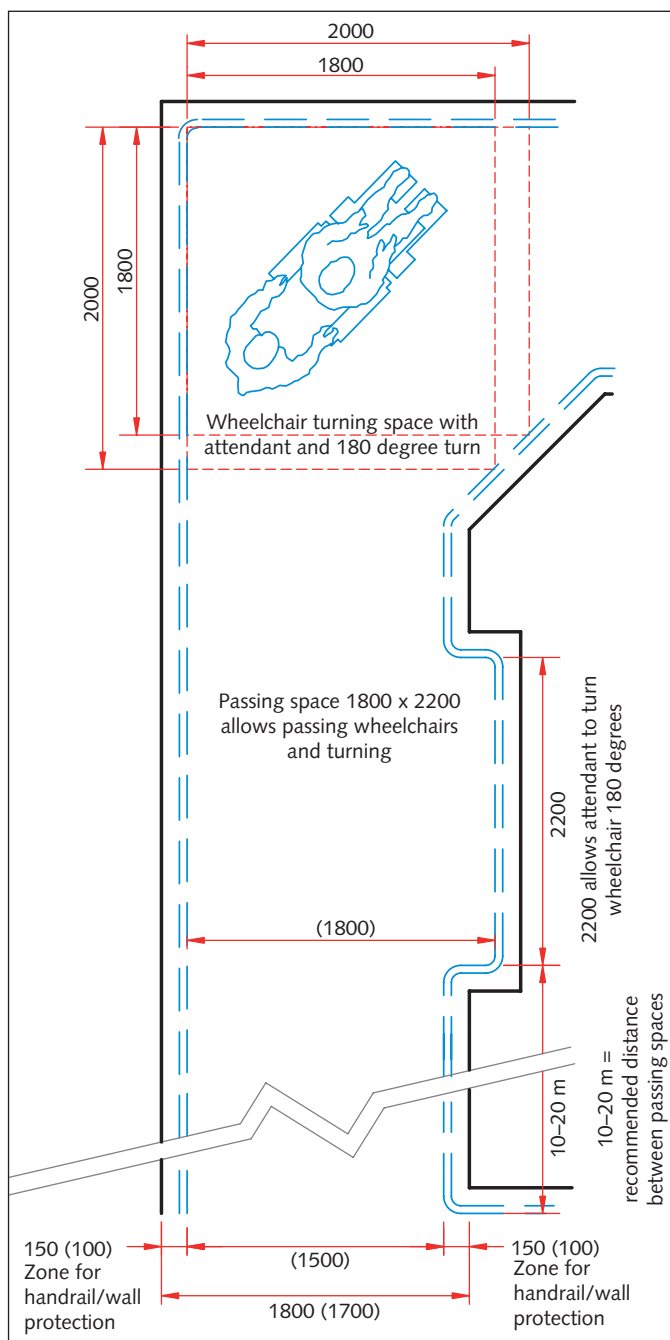 2000
1800
2000
1800
Wheelchair turning space with
attendant and 180 degree turn
Passing space 1800 x 2200
allows passing wheelchairs
and turning
2200
2200 allows attendant to turn
wheelchair 180 degrees
(1800)
10–20 m
10–20 m =
recommended distance
between passing spaces
150 (100)
Zone for
handrail/wall
protection
(1500)
1800 (1700)
150 (100)
Zone for
handrail/wall
protection